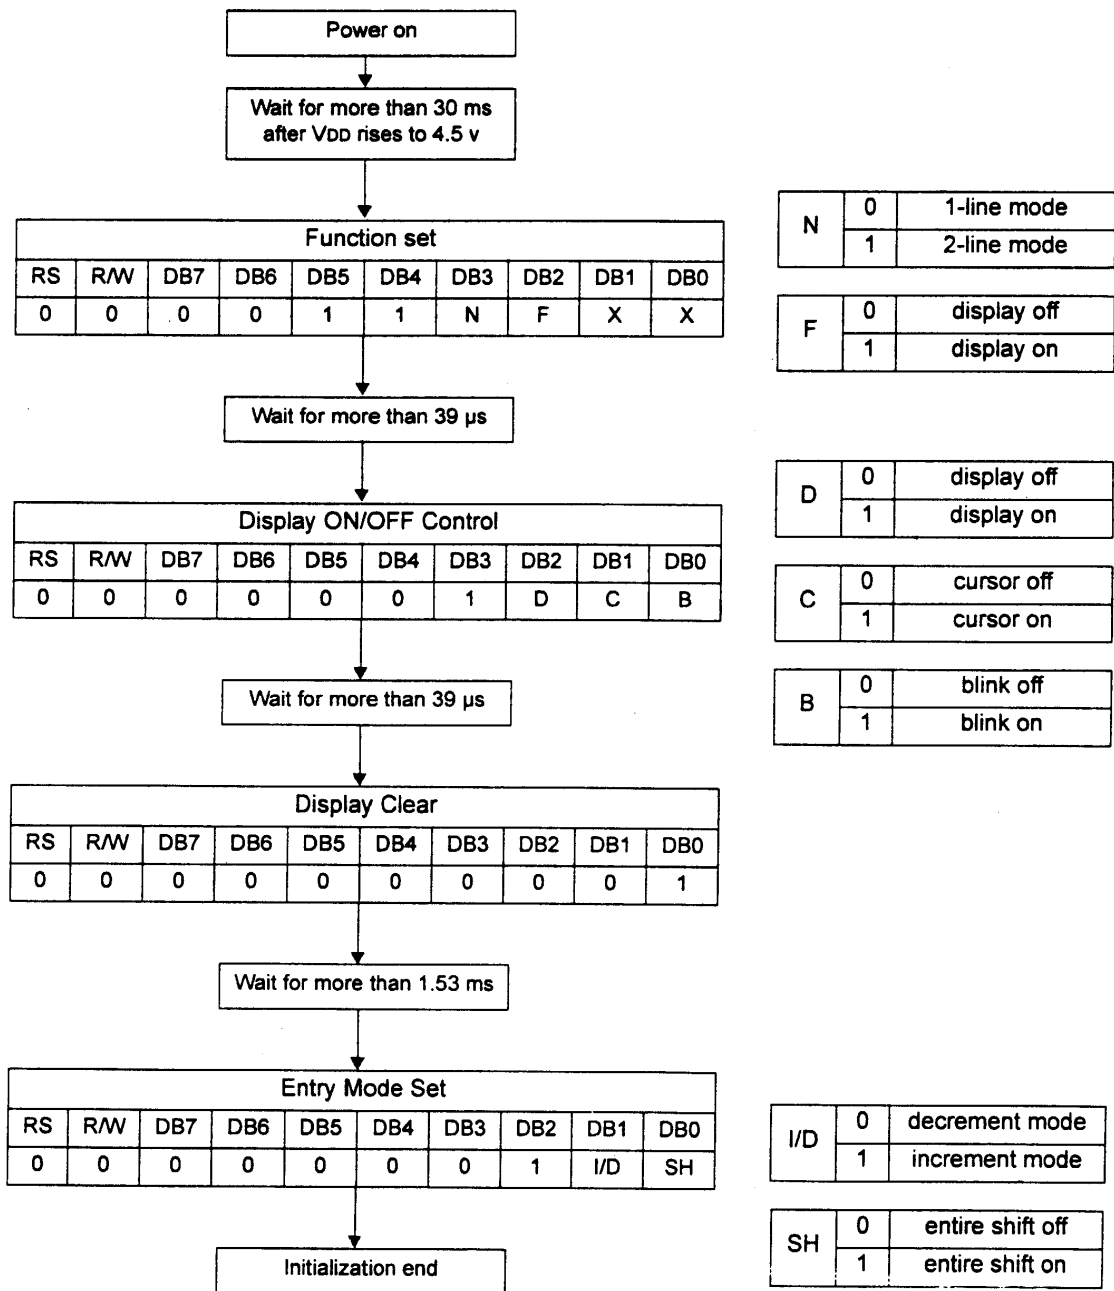 Power on
Wait for more than 30 ms
after VDD rises to 4.5 v
Function set
RS R/W DB7 DB6 DB5 DB4 DB3 DB2 DB1 DB0
0 0 0 0 1 1 N F X X
N 0 1-line mode
1 2-line mode
F 0 display off
1 display on
Wait for more than 39 µs
Display ON/OFF Control
RS R/W DB7 DB6 DB5 DB4 DB3 DB2 DB1 DB0
0 0 0 0 0 0 1 D C B
D 0 display off
1 display on
C 0 cursor off
1 cursor on
B 0 blink off
1 blink on
Wait for more than 39 µs
Display Clear
RS R/W DB7 DB6 DB5 DB4 DB3 DB2 DB1 DB0
0 0 0 0 0 0 0 0 0 1
Wait for more than 1.53 ms
Entry Mode Set
RS R/W DB7 DB6 DB5 DB4 DB3 DB2 DB1 DB0
0 0 0 0 0 0 0 1 I/D SH
I/D 0 decrement mode
1 increment mode
SH 0 entire shift off
1 entire shift on
Initialization end